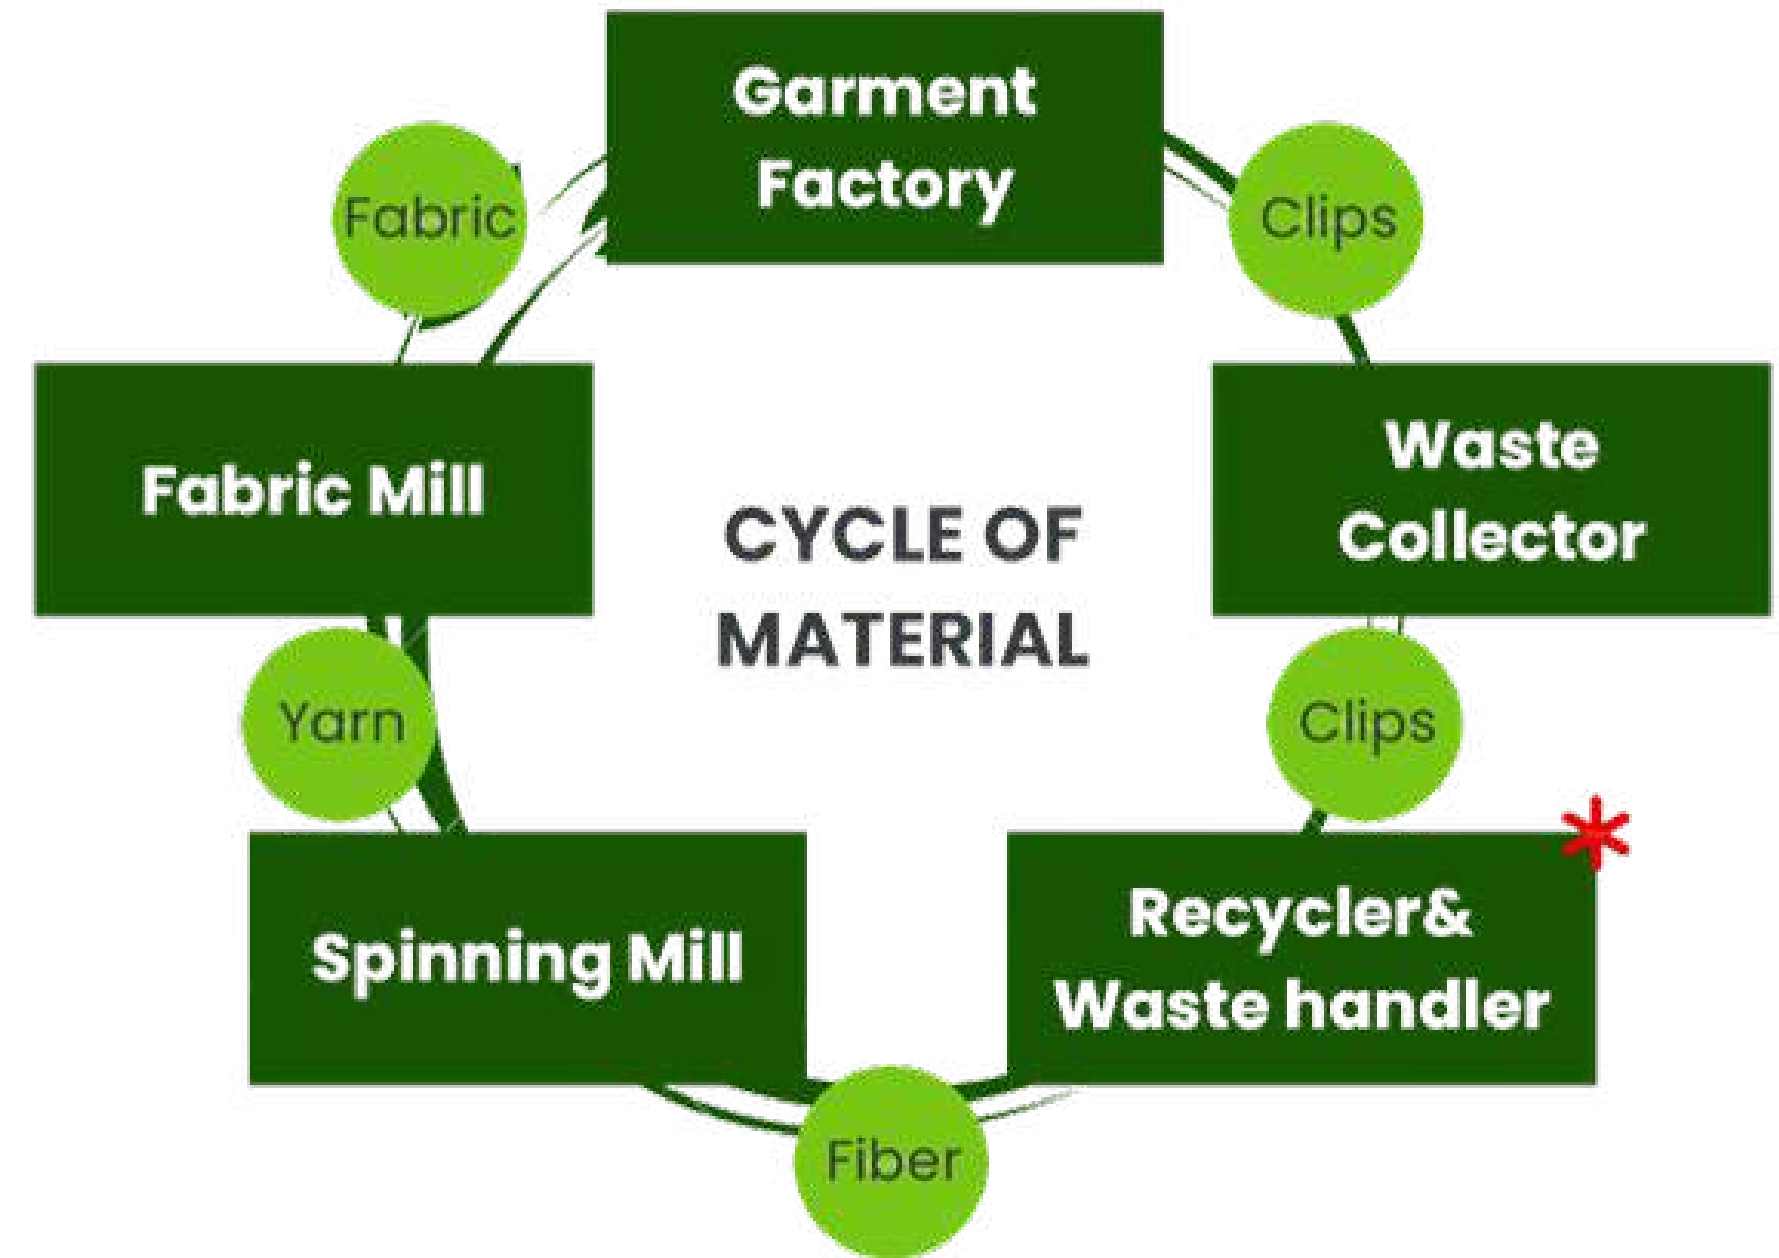 Garment
Factory
Fabric
Clips
Fabric Mill
Waste
Collector
CYCLE OF
MATERIAL
Yarn
Clips
Spinning Mill
Recycler&
Waste handler
*
Fiber